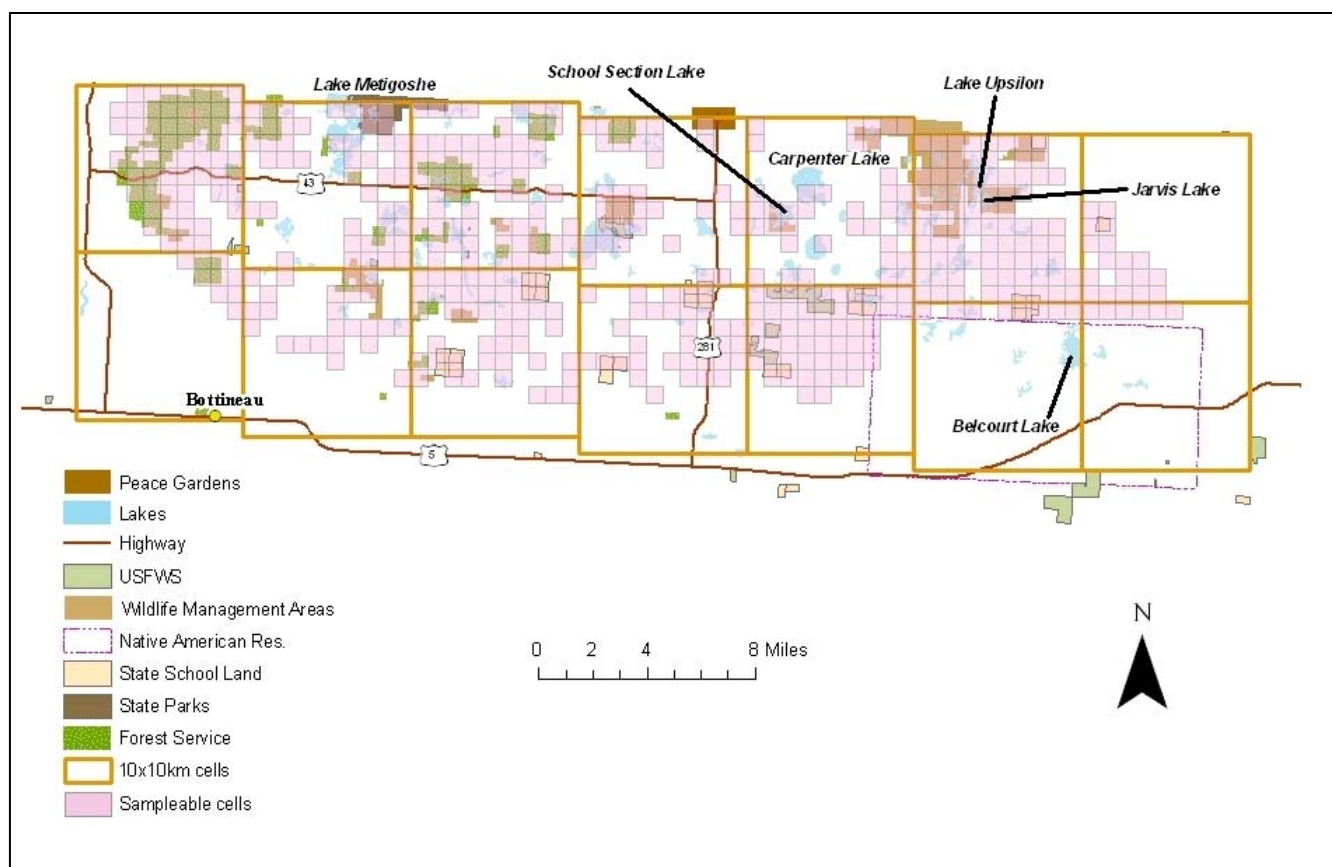 Lake Metigoshe
School Section Lake
Lake Upsilon
Carpenter Lake
Jarvis Lake
43
281
Bottineau
Belcourt Lake
5
Peace Gardens
Lakes
Highway
USFWS
Wildlife Management Areas
Native American Res.
State School Land
State Parks
Forest Service
10x10km cells
Sampleable cells
0 2 4 8 Miles
N